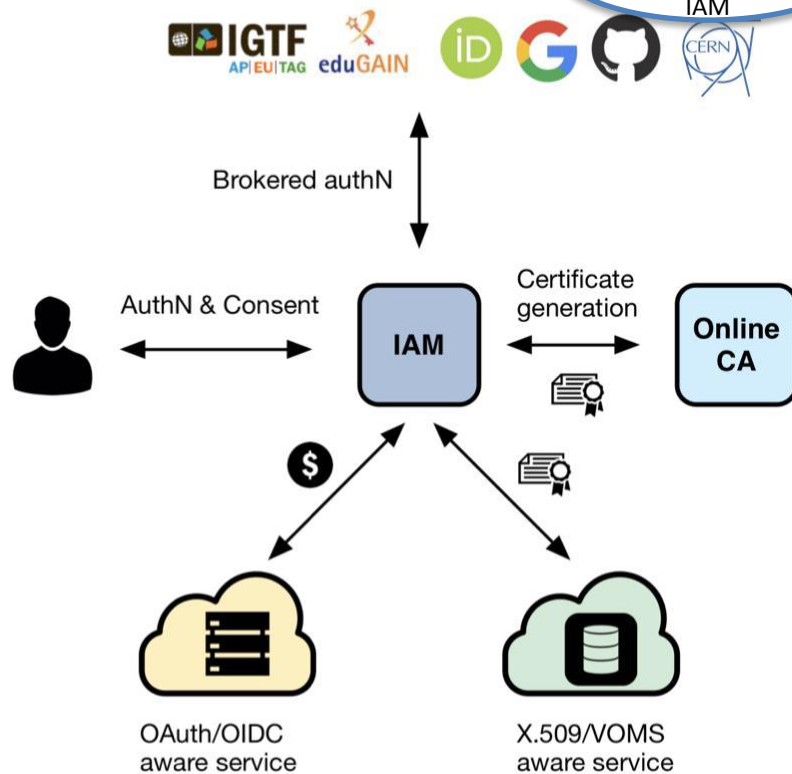 IAM
IGTF
AP|EU|TAG
eduGAIN
iD
G
CERN
Brokered authN
AuthN & Consent
Certificate
generation
IAM
Online
CA
$
OAuth/OIDC
aware service
X.509/VOMS
aware service